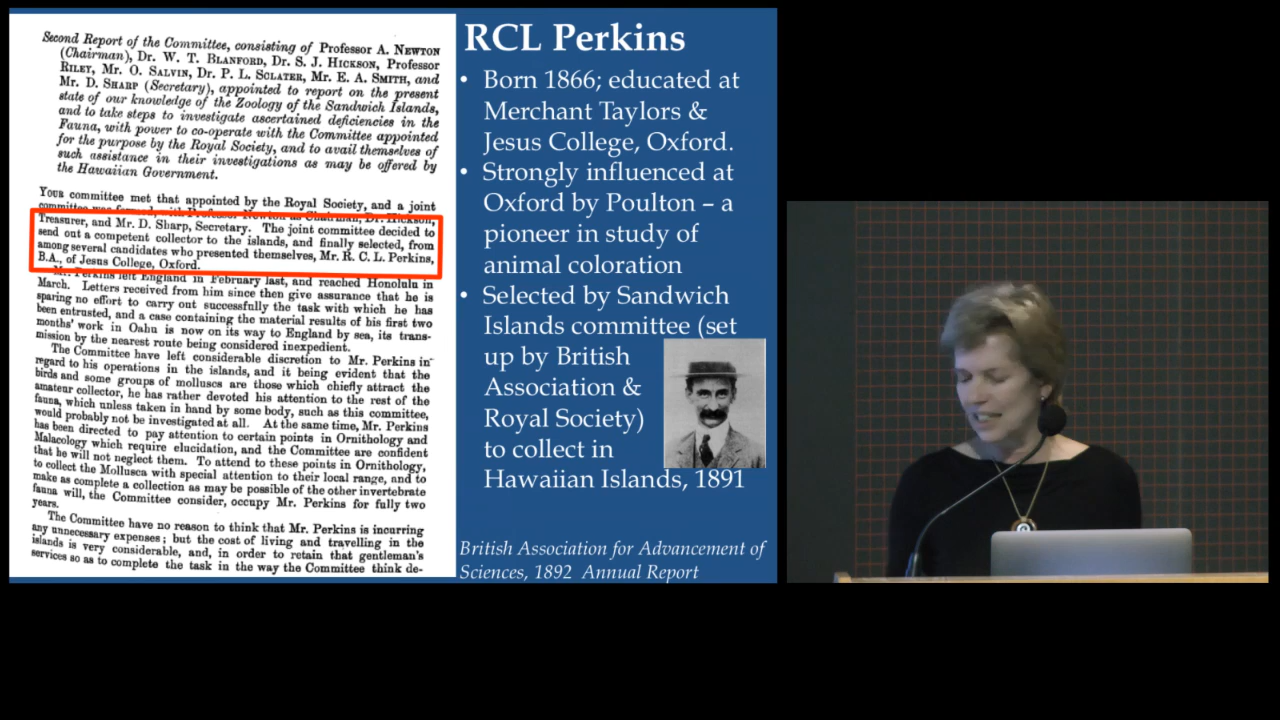 Second Report of the Committee, consisting of Professor A. NEWTON
(Chairman), Dr. W. T. BLANFORD, Dr. S. J. HICKSON, Professor
RILEY, Mr. O. SALVIN, Dr. P. L. SCLATER, Mr. E. A. SMITH, and
Mr. D. SHARP (Secretary), appointed to report on the present
state of our knowledge of the Zoology of the Sandwich Islands,
and to take steps to investigate ascertained deficiencies in the
Fauna, with power to co-operate with the Committee appointed
for the purpose by the Royal Society, and to avail themselves of
such assistance in their investigations as may be offered by
the Hawaiian Government.
YOUR committee met that appointed by the Royal Society, and a joint
committee was formed, with Professor Newton as Chairman, Dr. Hickson,
Treasurer, and Mr. D. Sharp, Secretary. The joint committee decided to
send out a competent collector to the islands, and finally selected, from
among several candidates who presented themselves, Mr. R. C. L. Perkins,
B.A., of Jesus College, Oxford.
Mr. Perkins left England in February last, and reached Honolulu in
March. Letters received from him since then give assurance that he is
sparing no effort to carry out successfully the task with which he has
been entrusted, and a case containing the material results of his first two
months' work in Oahu is now on its way to England by sea, its trans-
mission by the nearest route being considered inexpedient.
The Committee have left considerable discretion to Mr. Perkins in
regard to his operations in the islands, and it being evident that the
birds and some groups of molluscs are those which chiefly attract the
amateur collector, he has rather devoted his attention to the rest of the
fauna, which unless taken in hand by some body, such as this committee,
would probably not be investigated at all. At the same time, Mr. Perkins
has been directed to pay attention to certain points in Ornithology and
Malacology which require elucidation, and the Committee are confident
that he will not neglect them. To attend to these points in Ornithology,
to collect the Mollusca with special attention to their local range, and to
make as complete a collection as may be possible of the other invertebrate
fauna will, the Committee consider, occupy Mr. Perkins for fully two
years.
The Committee have no reason to think that Mr. Perkins is incurring
any unnecessary expenses; but the cost of living and travelling in the
islands is very considerable, and, in order to retain that gentleman's
services so as to complete the task in the way the Committee think de-
RCL Perkins
• Born 1866; educated at
Merchant Taylors &
Jesus College, Oxford.
• Strongly influenced at
Oxford by Poulton – a
pioneer in study of
animal coloration
• Selected by Sandwich
Islands committee (set
up by British
Association &
Royal Society)
to collect in
Hawaiian Islands, 1891
British Association for Advancement of
Sciences, 1892 Annual Report